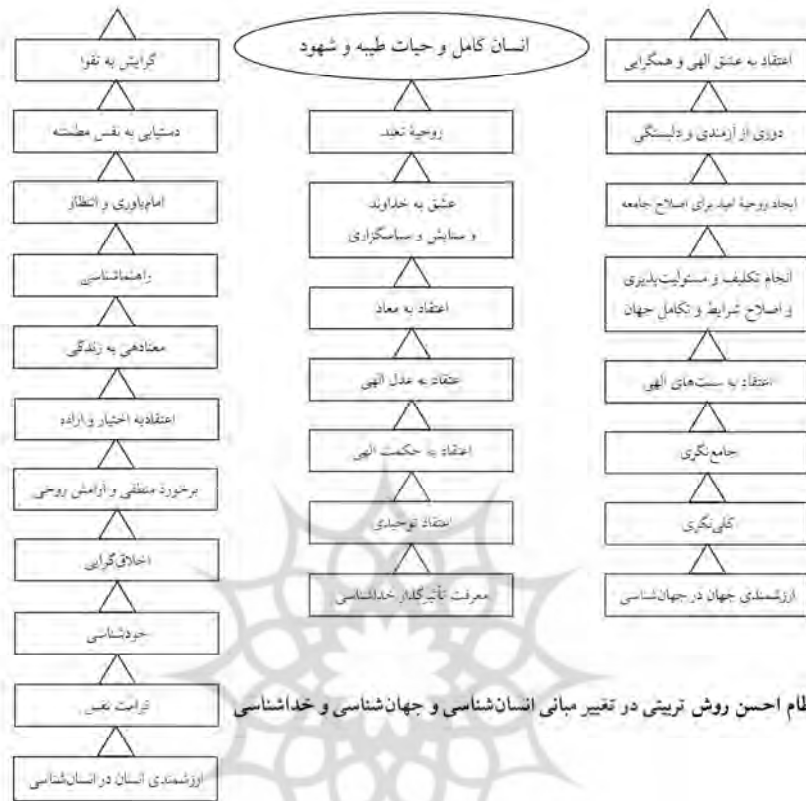 انسان کامل و حیات طیبه و شهود
اعتقاد به عشق الهی و همگرایی
دوری از آزمندی و دلبستگی
ایجاد روحیهٔ امید برای اصلاح جامعه
انجام تکلیف و مسئولیت‌پذیری
و اصلاح شرایط و تکامل جهان
اعتقاد به سنت‌های الهی
جامع‌نگری
کلی‌نگری
ارزشمندی جهان در جهان‌شناسی
روحیهٔ تعبد
عشق به خداوند
و ستایش و سپاسگزاری
اعتقاد به معاد
اعتقاد به عدل الهی
اعتقاد به حکمت الهی
اعتقاد توحیدی
معرفت تأثیرگذار خداشناسی
گرایش به تقوا
دستیابی به نفس مطمئنه
امام‌باوری و انتظار
راهنماشناسی
معنادهی به زندگی
اعتقاد به اختیار و اراده
برخورد منطقی و آرامش روحی
اخلاق‌گرایی
خودشناسی
کرامت نفس
ارزشمندی انسان در انسان‌شناسی
احسن روش تربیتی در تغییر مبانی انسان‌شناسی و جهان‌شناسی و خداشناسی